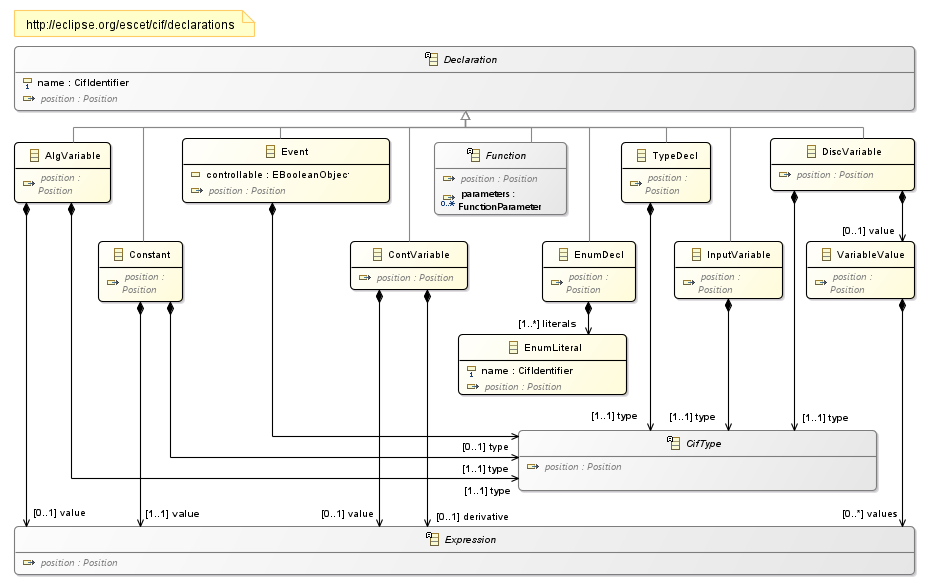 http://eclipse.org/escet/cif/declarations
Declaration
name : CifIdentifier
position : Position
AlgVariable
position :
Position
Event
controllable : EBooleanObject
position : Position
Function
position : Position
parameters :
0..* FunctionParameter
TypeDecl
position :
Position
DiscVariable
position : Position
[0..1] value
Constant
position :
Position
ContVariable
position : Position
EnumDecl
position :
Position
InputVariable
position :
Position
VariableValue
position :
Position
[1..*] literals
EnumLiteral
name : CifIdentifier
position : Position
[1..1] type
[1..1] type
[1..1] type
CifType
position : Position
[0..1] type
[1..1] type
[1..1] type
[0..1] value
[1..1] value
[0..1] value
[0..1] derivative
[0..*] values
Expression
position : Position